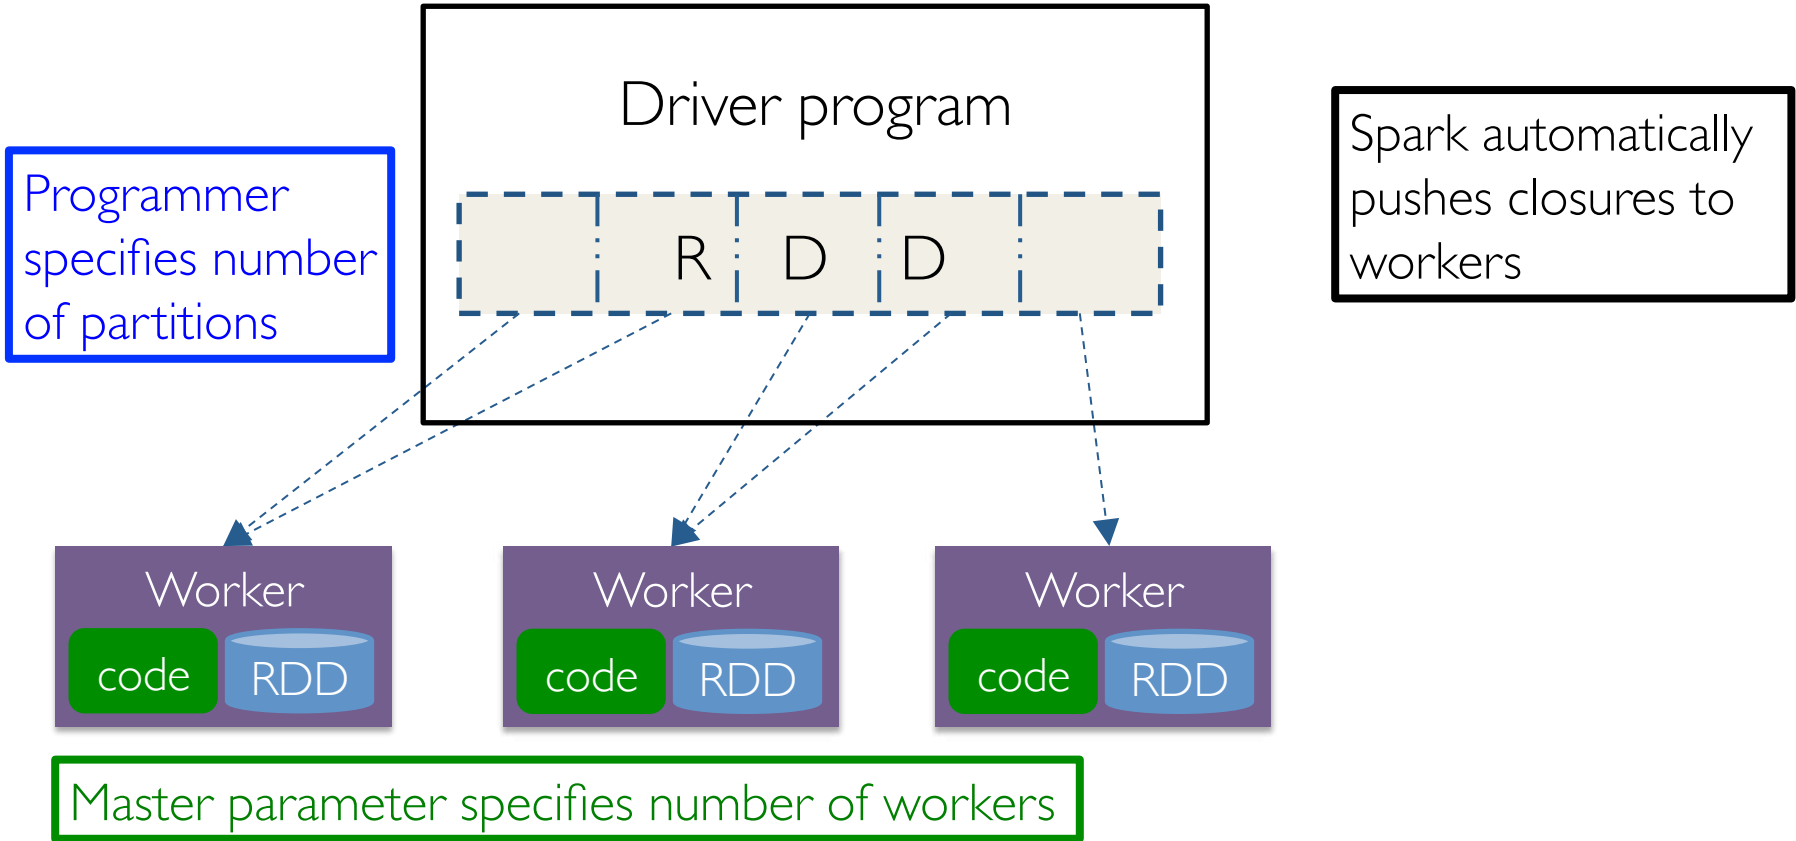 Driver program
Programmer
specifies number
of partitions
R D D
Spark automatically
pushes closures to
workers
Worker
code RDD
Worker
code RDD
Worker
code RDD
Master parameter specifies number of workers